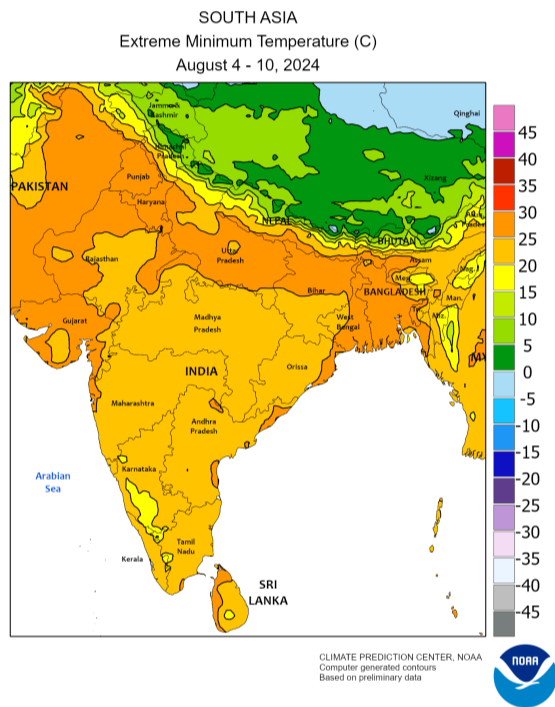 SOUTH ASIA
Extreme Minimum Temperature (C)
August 4 - 10, 2024
Jammu &
Kashmir
Qinghai
Himachal
Pradesh
Xizang
PAKISTAN
Punjab
Haryana
NEPAL
BHUTAN
Uttar
Pradesh
Rajasthan
Assam
Nag.
Me
Bihar
BANGLADESH
Man.
Gujarat
Madhya
Pradesh
West
Bengal
Miz.
INDIA
Orissa
MY
Maharashtra
Andhra
Pradesh
Karnataka
Arabian
Sea
Tamil
Nadu
Kerala
SRI
LANKA
45
40
35
30
25
20
15
10
5
0
-5
-10
-15
-20
-25
-30
-35
-40
-45
CLIMATE PREDICTION CENTER, NOAA
Computer generated contours
Based on preliminary data
NOAA